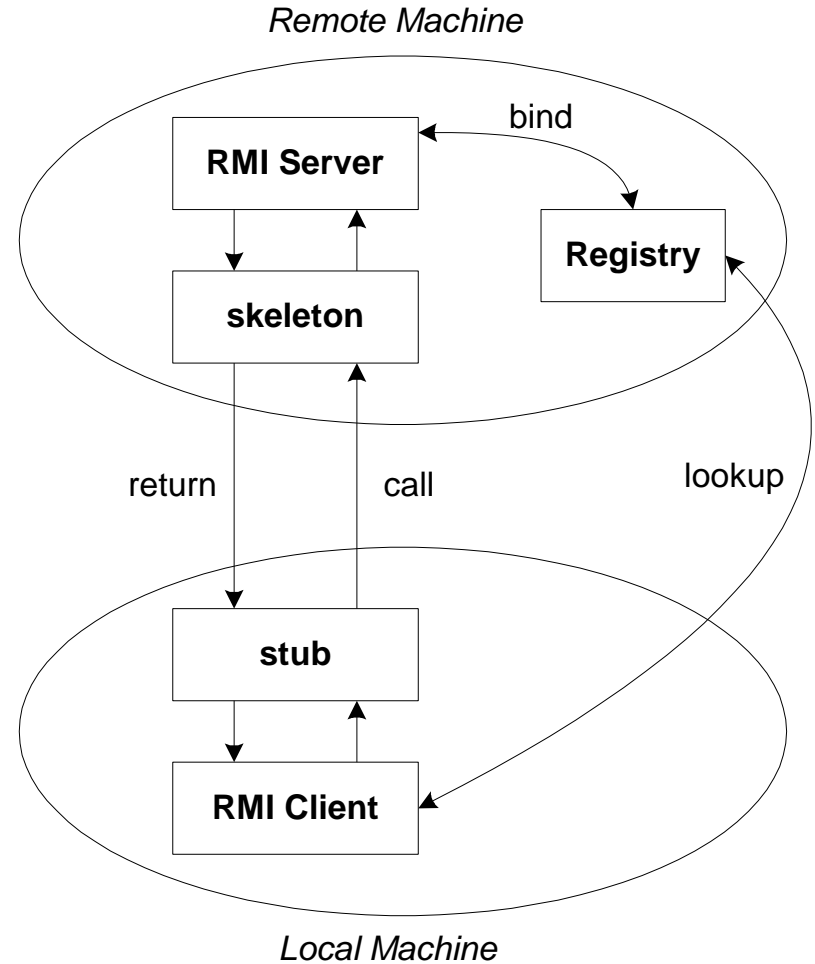 Remote Machine
bind
RMI Server
Registry
skeleton
return
call
lookup
stub
RMI Client
Local Machine